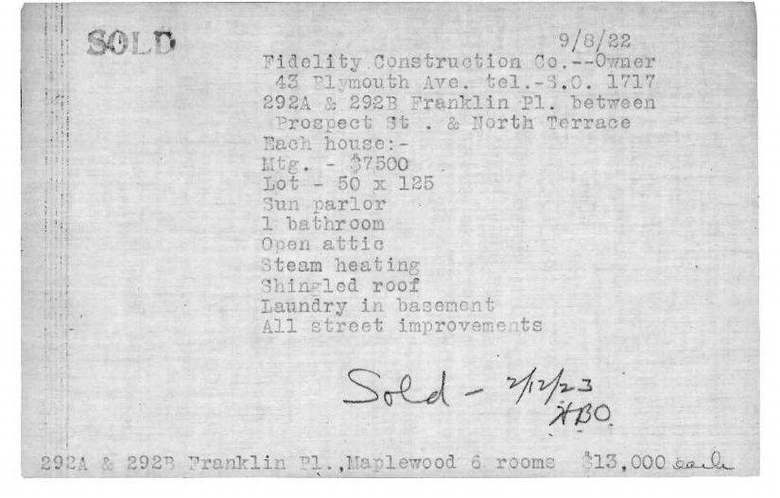 SOLD
9/8/22
Fidelity Construction Co.--Owner
43 Plymouth Ave. tel.-S.O. 1717
292A & 292B Franklin Pl. between
Prospect St . & North Terrace
Each house:-
Mtg. - $7500
Lot - 50 x 125
Sun parlor
1 bathroom
Open attic
Steam heating
Shingled roof
Laundry in basement
All street improvements
Sold - 2/12/23
HBO.
292A & 292B Franklin Pl.,Maplewood 6 rooms $13,000 each